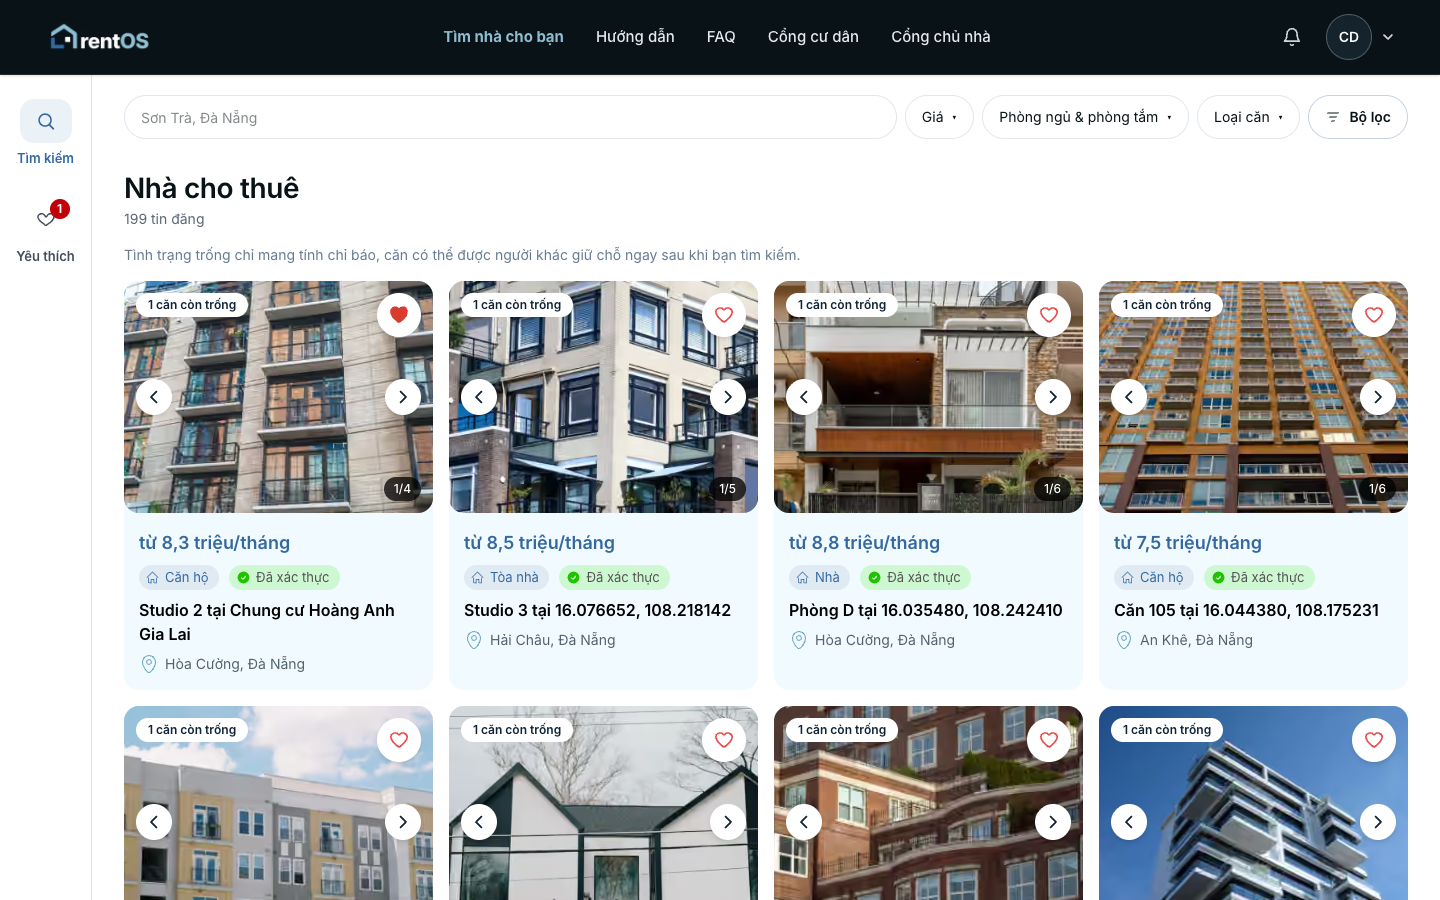 rentOS
Tìm nhà cho bạn
Hướng dẫn
FAQ
Cổng cư dân
Cổng chủ nhà
CD
Tìm kiếm
1
Yêu thích
Sơn Trà, Đà Nẵng
Giá
Phòng ngủ & phòng tắm
Loại căn
Bộ lọc
Nhà cho thuê
199 tin đăng
Tình trạng trống chỉ mang tính chỉ báo, căn có thể được người khác giữ chỗ ngay sau khi bạn tìm kiếm.
1 căn còn trống
1/4
từ 8,3 triệu/tháng
Căn hộ
Đã xác thực
Studio 2 tại Chung cư Hoàng Anh
Gia Lai
Hòa Cường, Đà Nẵng
1 căn còn trống
1/5
từ 8,5 triệu/tháng
Tòa nhà
Đã xác thực
Studio 3 tại 16.076652, 108.218142
Hải Châu, Đà Nẵng
1 căn còn trống
1/6
từ 8,8 triệu/tháng
Nhà
Đã xác thực
Phòng D tại 16.035480, 108.242410
Hòa Cường, Đà Nẵng
1 căn còn trống
1/6
từ 7,5 triệu/tháng
Căn hộ
Đã xác thực
Căn 105 tại 16.044380, 108.175231
An Khê, Đà Nẵng
1 căn còn trống
1 căn còn trống
1 căn còn trống
1 căn còn trống